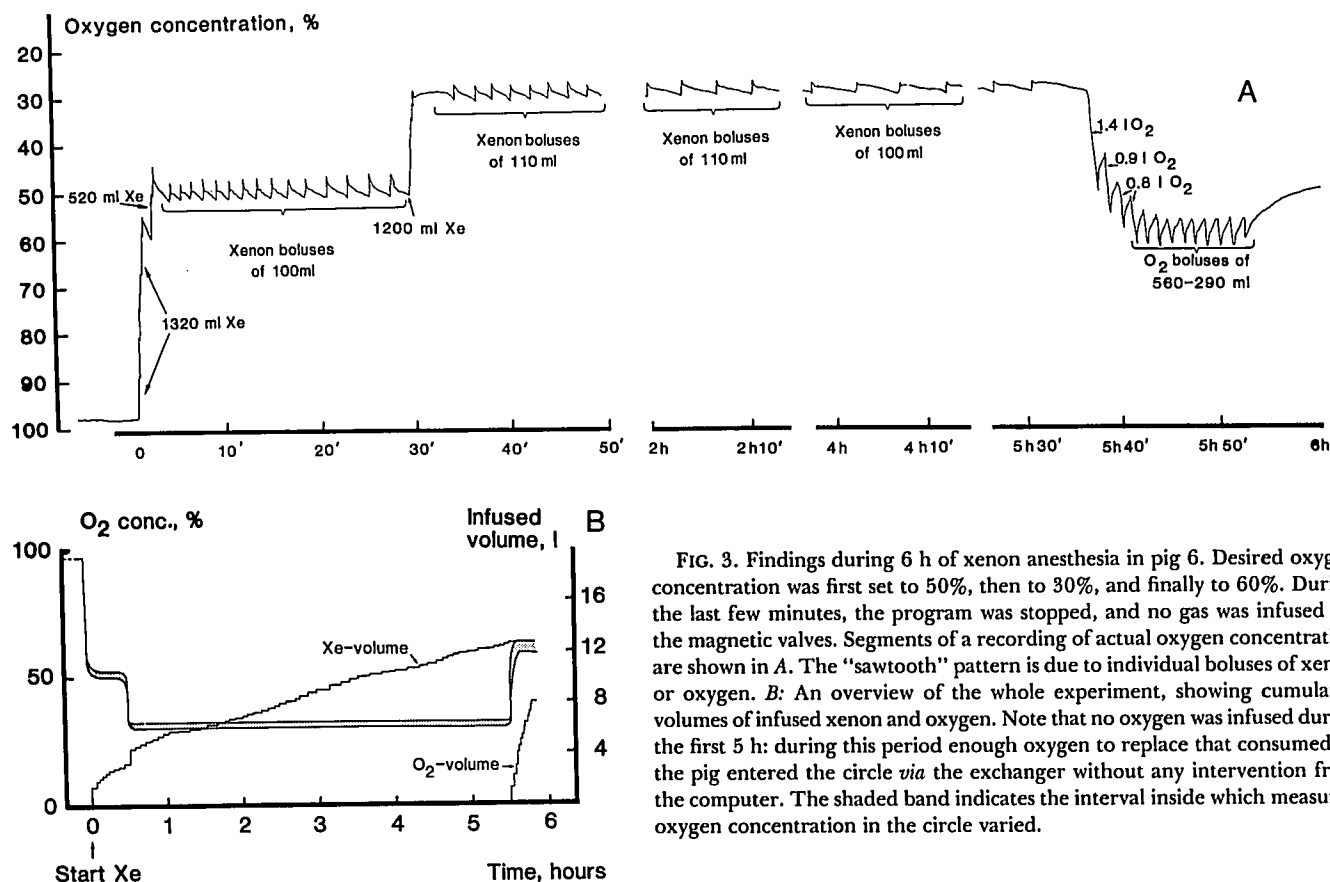 Oxygen concentration, %
A
20
30
40
50
60
70
80
90
100
520 ml Xe
1320 ml Xe
Xenon boluses
of 100ml
1200 ml Xe
Xenon boluses
of 110 ml
Xenon boluses
of 110 ml
Xenon boluses
of 100 ml
1.4 l O2
0.9 l O2
0.8 l O2
O2 boluses of
560–290 ml
0 10' 20' 30' 40' 50' 2h 2h10' 4h 4h10' 5h30' 5h40' 5h50' 6h
O2 conc., %
Infused
volume, l
B
100
50
0
16
12
8
4
Xe-volume
O2-volume
0 1 2 3 4 5 6
Start Xe
Time, hours
FIG. 3. Findings during 6 h of xenon anesthesia in pig 6. Desired oxyg
concentration was first set to 50%, then to 30%, and finally to 60%. Duri
the last few minutes, the program was stopped, and no gas was infused
the magnetic valves. Segments of a recording of actual oxygen concentrati
are shown in A. The “sawtooth” pattern is due to individual boluses of xen
or oxygen. B: An overview of the whole experiment, showing cumula
volumes of infused xenon and oxygen. Note that no oxygen was infused dur
the first 5 h: during this period enough oxygen to replace that consumed
the pig entered the circle via the exchanger without any intervention fr
the computer. The shaded band indicates the interval inside which measu
oxygen concentration in the circle varied.